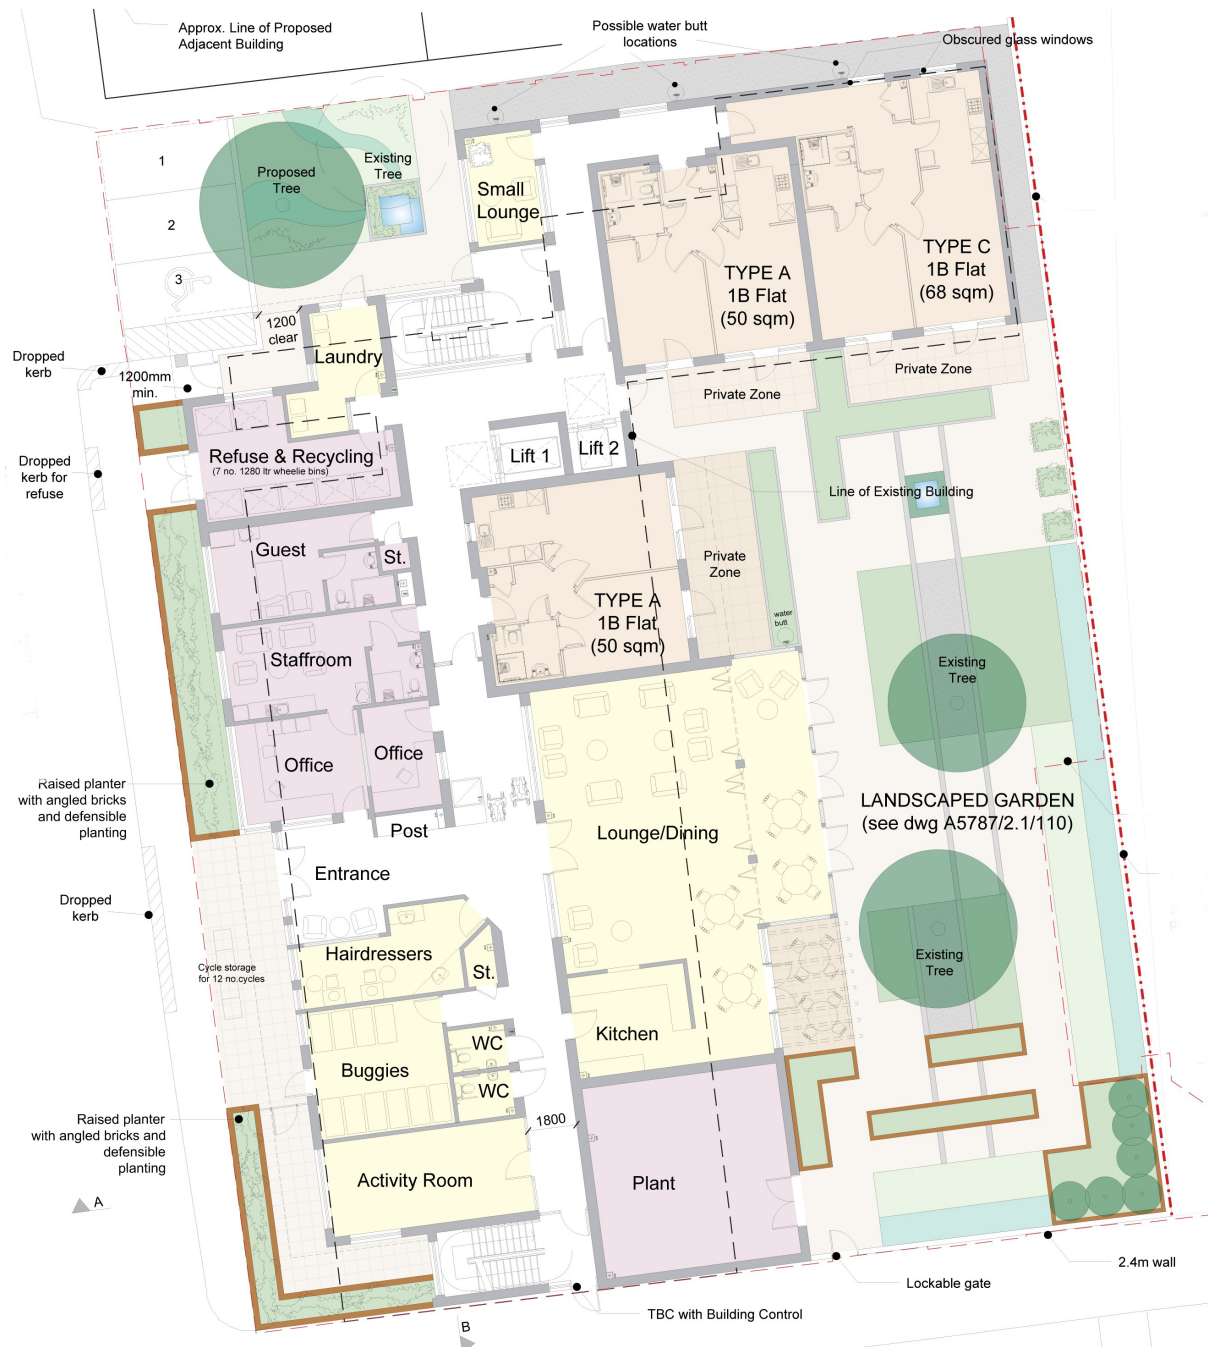 Approx. Line of Proposed
Adjacent Building
Possible water butt
locations
Obscured glass windows
1
2
3
Proposed
Tree
Existing
Tree
Small
Lounge
TYPE A
1B Flat
(50 sqm)
TYPE C
1B Flat
(68 sqm)
1200
clear
Laundry
Dropped
kerb
1200mm
min.
Private Zone
Private Zone
Refuse & Recycling
(7 no. 1280 ltr wheelie bins)
Lift 1
Lift 2
Dropped
kerb for
refuse
Line of Existing Building
Guest
St.
Private
Zone
TYPE A
1B Flat
(50 sqm)
water
butt
Staffroom
Existing
Tree
Office
Office
Raised planter
with angled bricks
and defensible
planting
Post
Lounge/Dining
LANDSCAPED GARDEN
(see dwg A5787/2.1/110)
Entrance
Dropped
kerb
Hairdressers
St.
Existing
Tree
Cycle storage
for 12 no.cycles
Kitchen
WC
Buggies
WC
Raised planter
with angled bricks and
defensible
planting
1800
Activity Room
Plant
A
2.4m wall
Lockable gate
TBC with Building Control
B